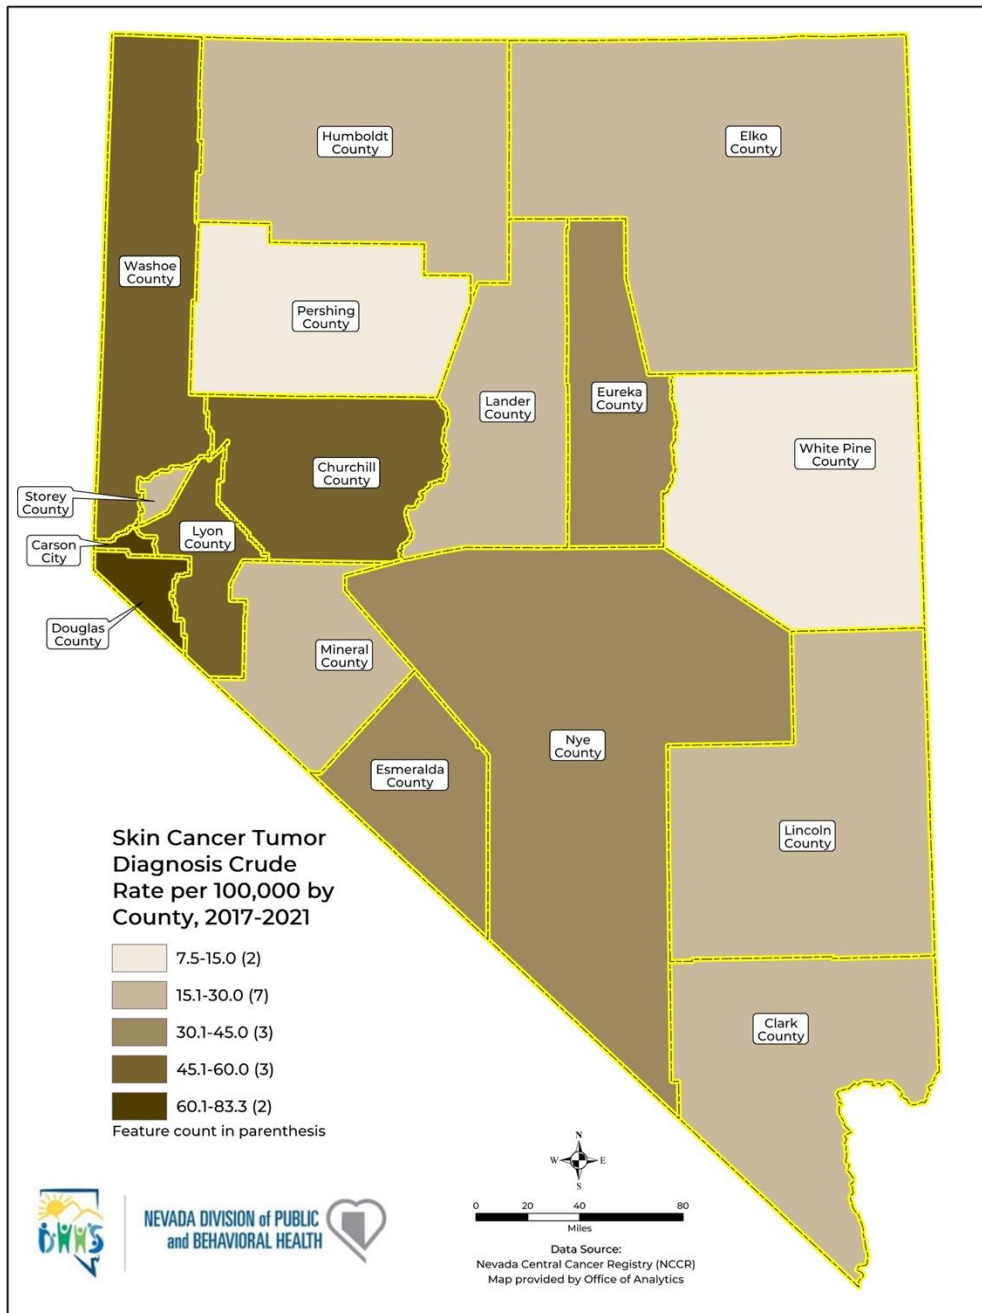 Humboldt
County
Elko
County
Washoe
County
Pershing
County
Lander
County
Eureka
County
White Pine
County
Churchill
County
Storey
County
Lyon
County
Carson
City
Douglas
County
Mineral
County
Nye
County
Esmeralda
County
Lincoln
County
Clark
County
Skin Cancer Tumor
Diagnosis Crude
Rate per 100,000 by
County, 2017-2021
7.5-15.0 (2)
15.1-30.0 (7)
30.1-45.0 (3)
45.1-60.0 (3)
60.1-83.3 (2)
Feature count in parenthesis
N
W E
S
0 20 40 80
Miles
Data Source:
Nevada Central Cancer Registry (NCCR)
Map provided by Office of Analytics
DHHS
NEVADA DIVISION of PUBLIC
and BEHAVIORAL HEALTH